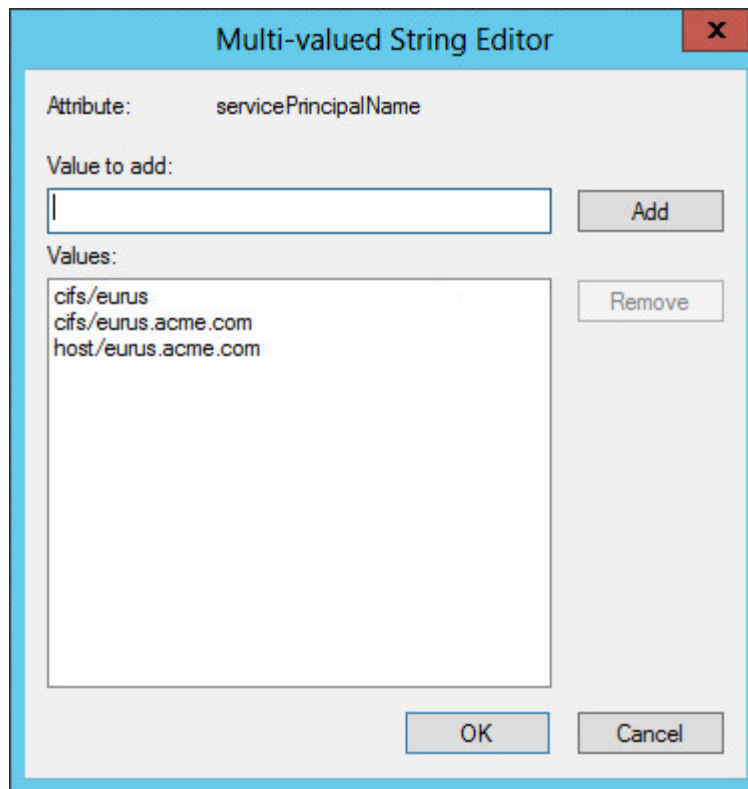 Multi-valued String Editor
x
Attribute: servicePrincipalName
Value to add:
Add
Values:
cifs/eurus
cifs/eurus.acme.com
host/eurus.acme.com
Remove
OK Cancel